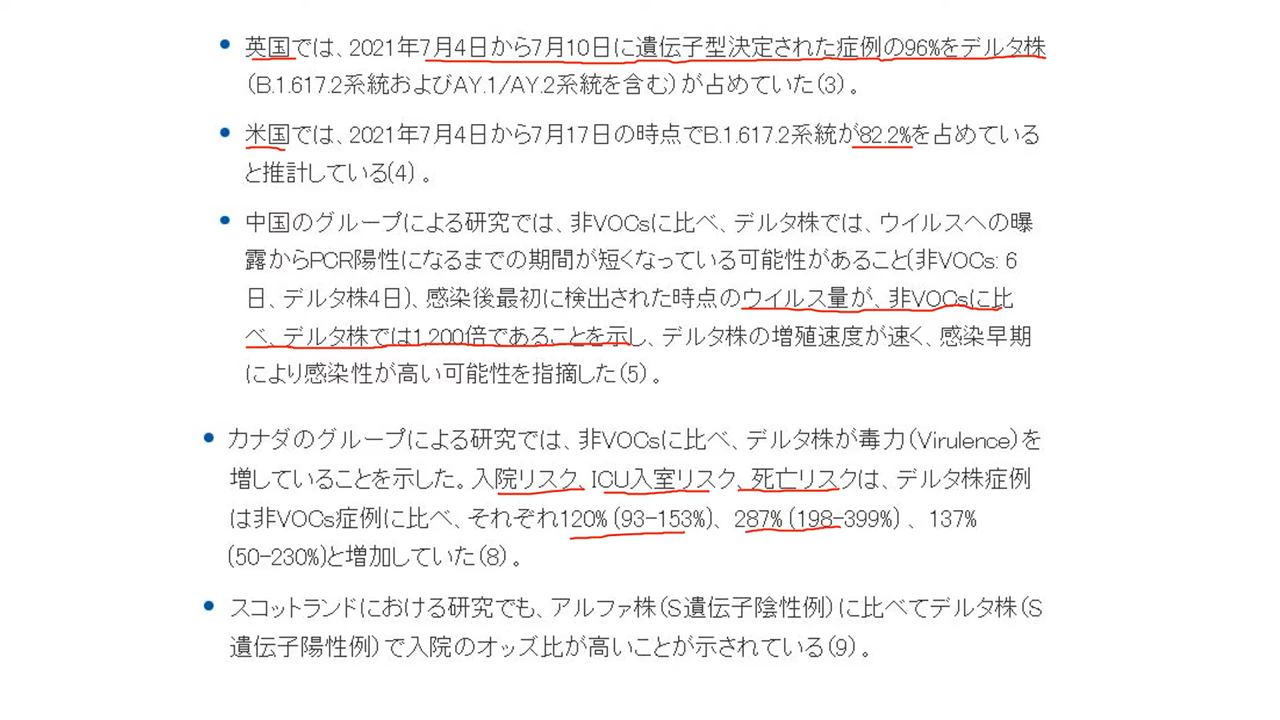 • 英国では、2021年7月4日から7月10日に遺伝子型決定された症例の96%をデルタ株
（B.1.617.2系統およびAY.1/AY.2系統を含む）が占めていた(3)。
• 米国では、2021年7月4日から7月17日の時点でB.1.617.2系統が82.2%を占めている
と推計している(4)。
• 中国のグループによる研究では、非VOCsに比べ、デルタ株では、ウイルスへの曝
露からPCR陽性になるまでの期間が短くなっている可能性があること(非VOCs: 6
日、デルタ株4日)、感染後最初に検出された時点のウイルス量が、非VOCsに比
べ、デルタ株では1,200倍であることを示し、デルタ株の増殖速度が速く、感染早期
により感染性が高い可能性を指摘した(5)。
• カナダのグループによる研究では、非VOCsに比べ、デルタ株が毒力(Virulence)を
増していることを示した。入院リスク、ICU入室リスク、死亡リスクは、デルタ株症例
は非VOCs症例に比べ、それぞれ120%(93-153%)、287%(198-399%)、137%
(50-230%)と増加していた(8)。
• スコットランドにおける研究でも、アルファ株(S遺伝子陰性例)に比べてデルタ株(S
遺伝子陽性例)で入院のオッズ比が高いことが示されている(9)。